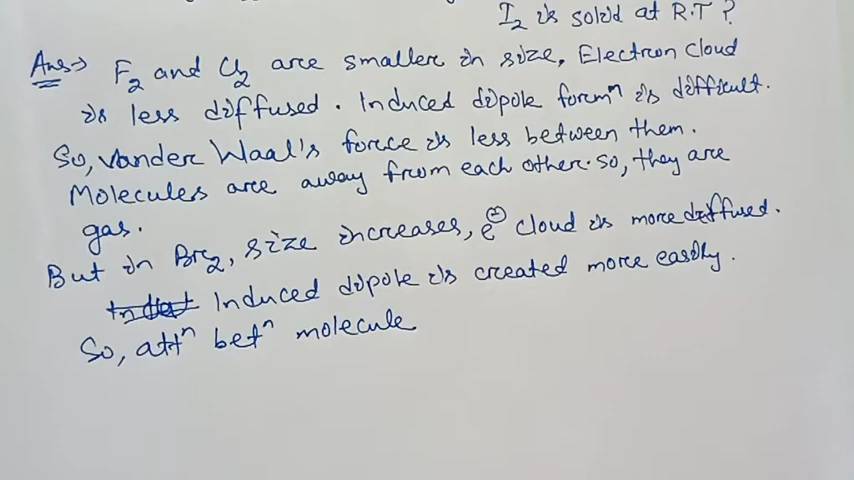 I₂ is solid at R.T?
Ans→ F₂ and Cl₂ are smaller in size, Electron cloud
is less diffused. Induced dipole formⁿ is difficult.
So, vander Waal's force is less between them.
Molecules are away from each other. so, they are
gas.
But in Br₂, size increases, e⁻ cloud is more diffused.
Induced dipole is created more easily.
So, attⁿ betⁿ molecule